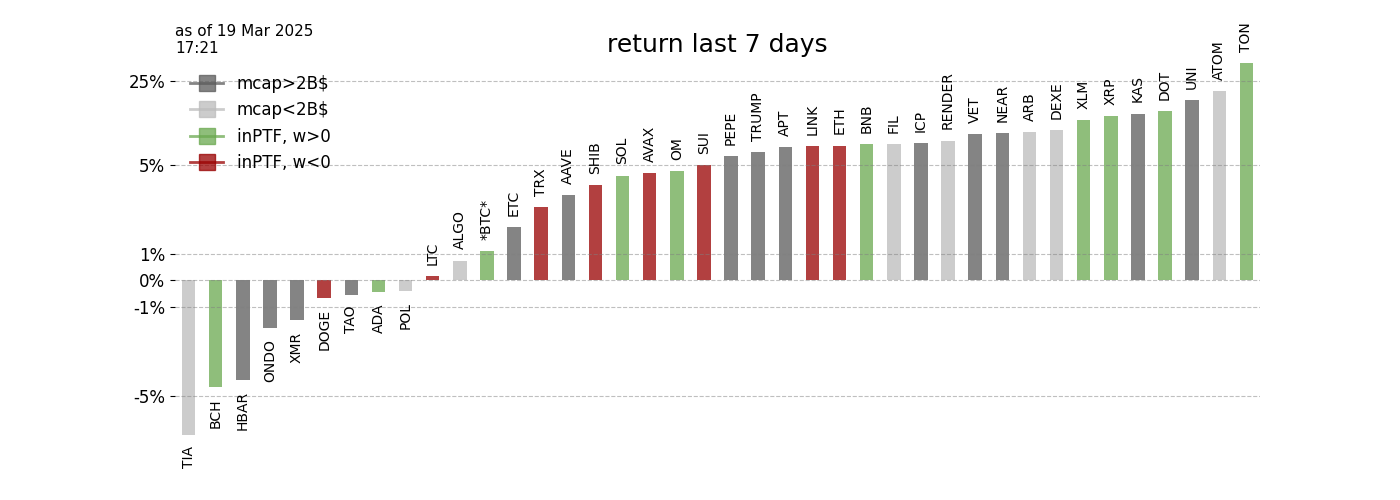 as of 19 Mar 2025
17:21
return last 7 days
mcap>2B$
mcap<2B$
inPTF, w>0
inPTF, w<0
25%
5%
1%
0%
-1%
-5%
TIA
BCH
HBAR
ONDO
XMR
DOGE
TAO
ADA
POL
LTC
ALGO
*BTC*
ETC
TRX
AAVE
SHIB
SOL
AVAX
OM
SUI
PEPE
TRUMP
APT
LINK
ETH
BNB
FIL
ICP
RENDER
VET
NEAR
ARB
DEXE
XLM
XRP
KAS
DOT
UNI
ATOM
TON